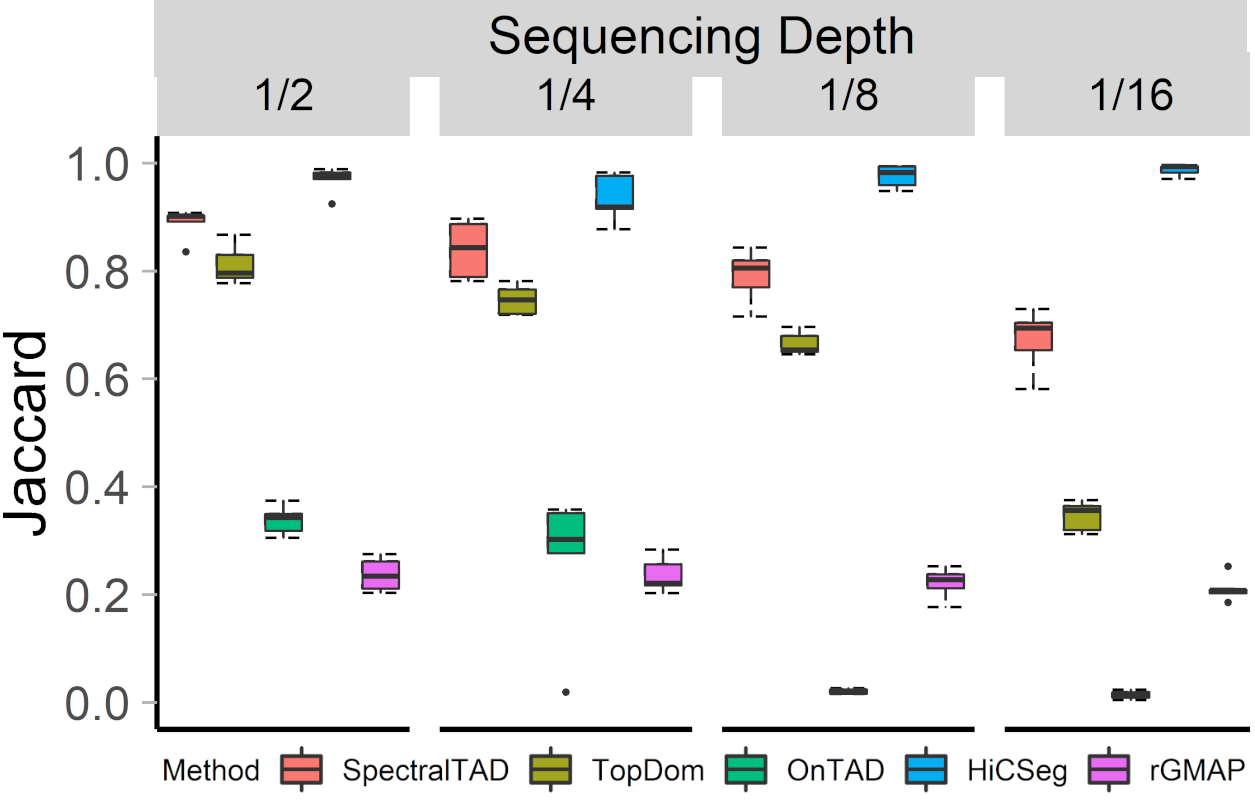 Sequencing Depth
1/2 1/4 1/8 1/16
Jaccard
1.0
0.8
0.6
0.4
0.2
0.0
Method SpectralTAD TopDom OnTAD HiCSeg rGMAP